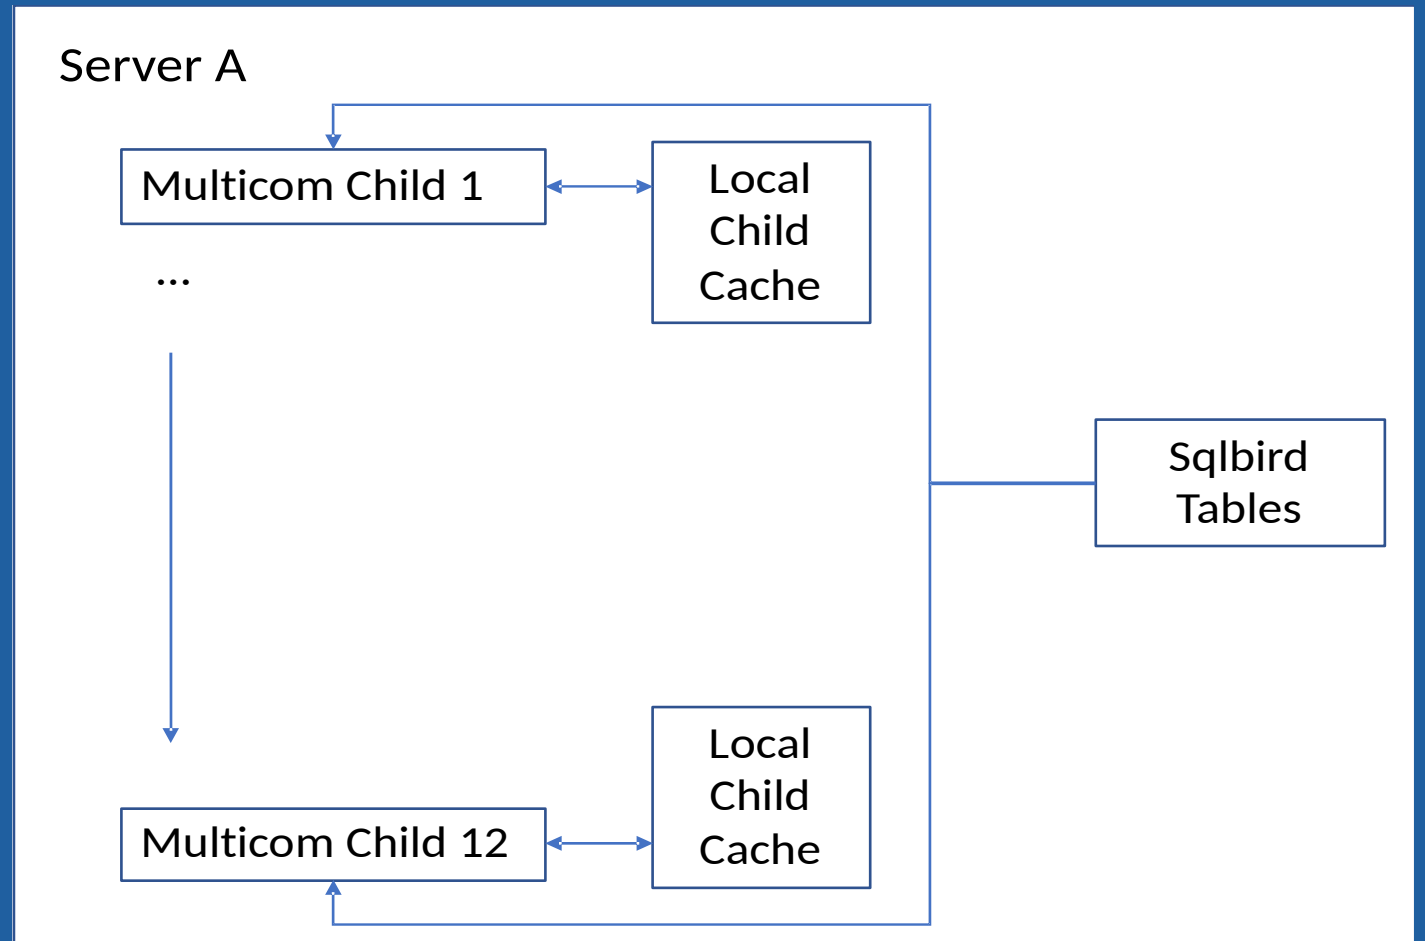 Server A
Multicom Child 1
Local
Child
Cache
...
Sqlbird
Tables
Local
Child
Cache
Multicom Child 12